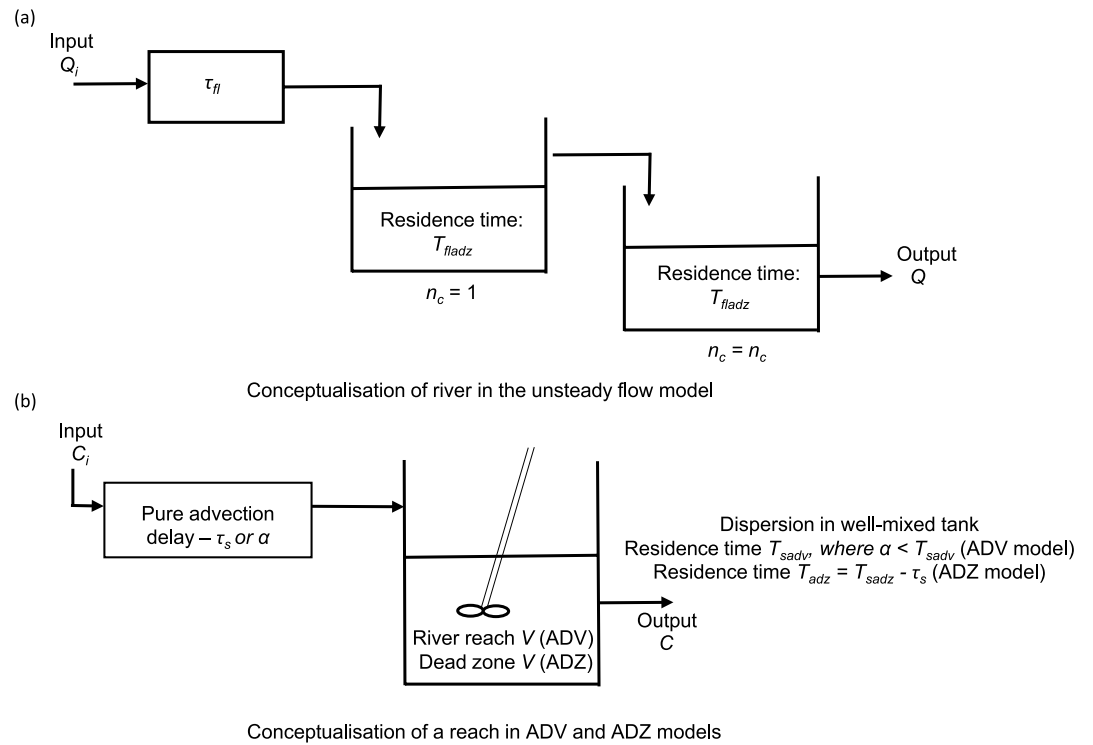 (a)
Input
Qi
τfl
Residence time:
Tfladz
nc = 1
Residence time:
Tfladz
nc = nc
Output
Q
Conceptualisation of river in the unsteady flow model
(b)
Input
Ci
Pure advection
delay – τs or α
Dispersion in well-mixed tank
Residence time Tsadv, where α < Tsadv (ADV model)
Residence time Tadz = Tsadz - τs (ADZ model)
River reach V (ADV)
Dead zone V (ADZ)
Output
C
Conceptualisation of a reach in ADV and ADZ models